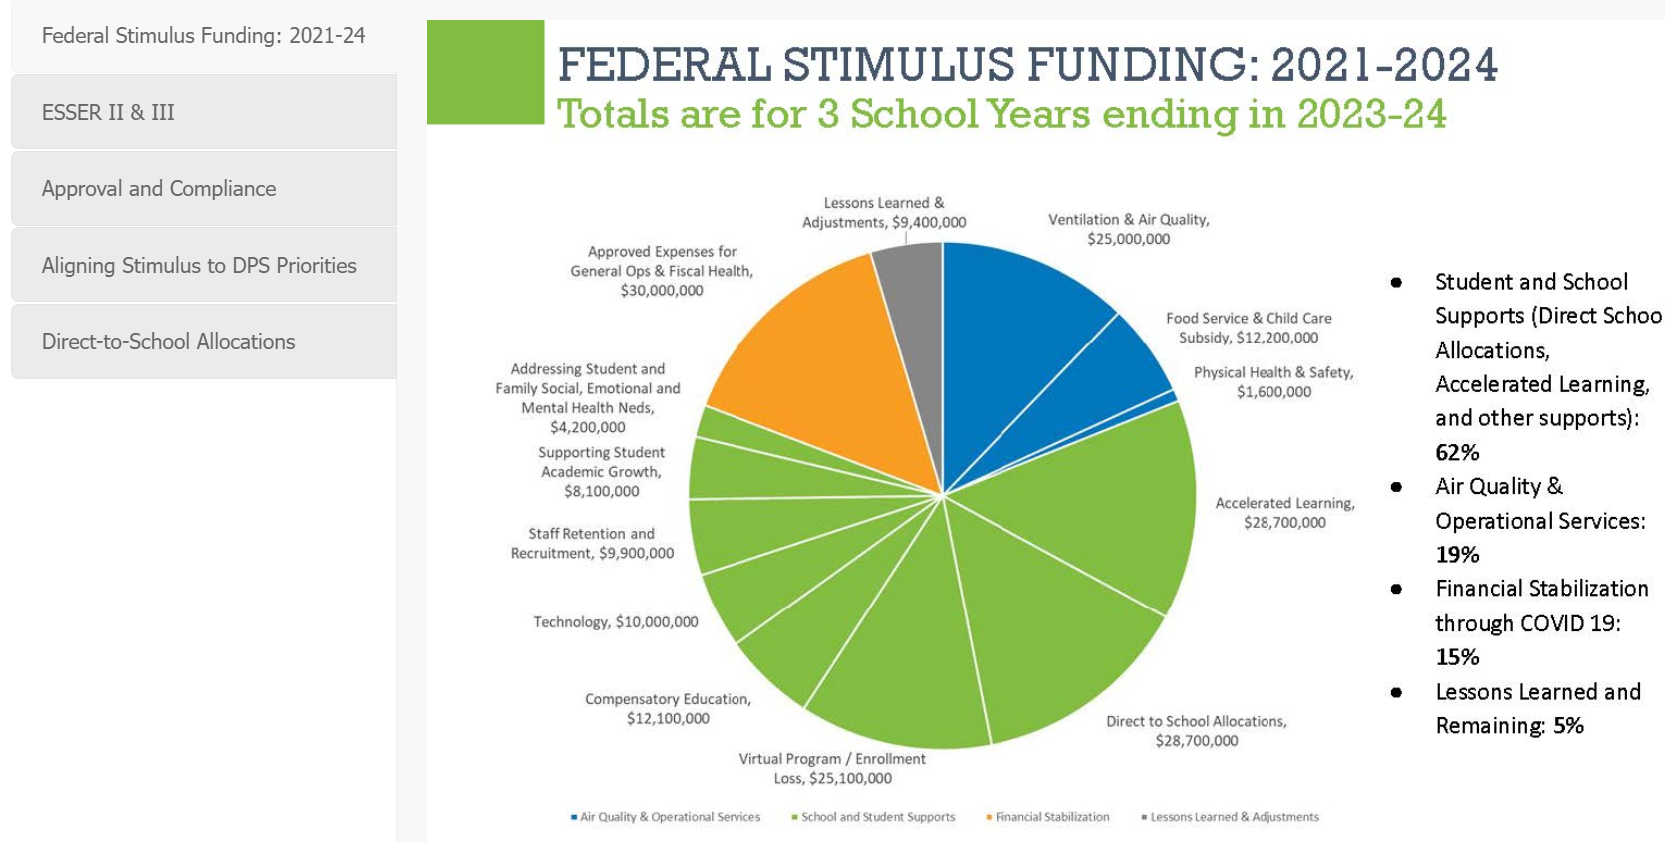 Federal Stimulus Funding: 2021-24
ESSER II & III
Approval and Compliance
Aligning Stimulus to DPS Priorities
Direct-to-School Allocations
FEDERAL STIMULUS FUNDING: 2021-2024
Totals are for 3 School Years ending in 2023-24
Lessons Learned &
Adjustments, $9,400,000
Ventilation & Air Quality,
$25,000,000
Approved Expenses for
General Ops & Fiscal Health,
$30,000,000
Food Service & Child Care
Subsidy, $12,200,000
Physical Health & Safety,
$1,600,000
Addressing Student and
Family Social, Emotional and
Mental Health Neds,
$4,200,000
Supporting Student
Academic Growth,
$8,100,000
Accelerated Learning,
$28,700,000
Staff Retention and
Recruitment, $9,900,000
Technology, $10,000,000
Compensatory Education,
$12,100,000
Direct to School Allocations,
$28,700,000
Virtual Program / Enrollment
Loss, $25,100,000
Air Quality & Operational Services
School and Student Supports
Financial Stabilization
Lessons Learned & Adjustments
● Student and School
Supports (Direct Schoo
Allocations,
Accelerated Learning,
and other supports):
62%
● Air Quality &
Operational Services:
19%
● Financial Stabilization
through COVID 19:
15%
● Lessons Learned and
Remaining: 5%